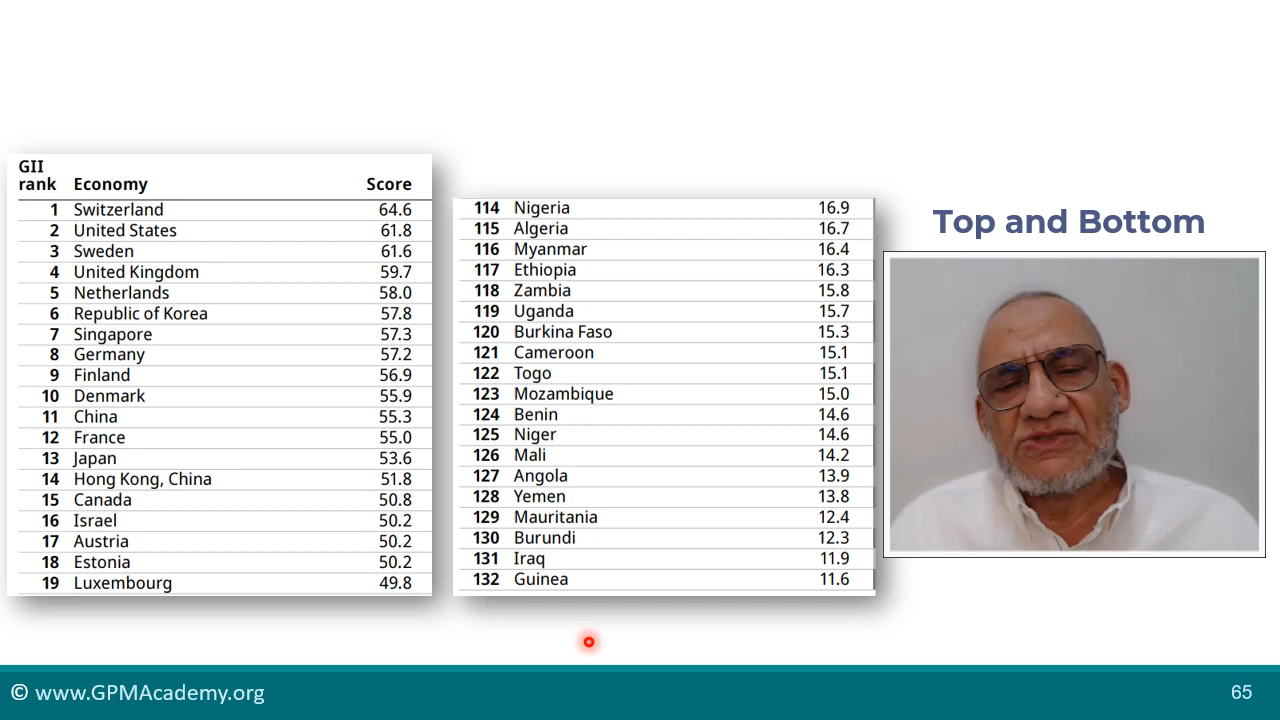 GII
rank Economy Score
1 Switzerland 64.6
2 United States 61.8
3 Sweden 61.6
4 United Kingdom 59.7
5 Netherlands 58.0
6 Republic of Korea 57.8
7 Singapore 57.3
8 Germany 57.2
9 Finland 56.9
10 Denmark 55.9
11 China 55.3
12 France 55.0
13 Japan 53.6
14 Hong Kong, China 51.8
15 Canada 50.8
16 Israel 50.2
17 Austria 50.2
18 Estonia 50.2
19 Luxembourg 49.8
114 Nigeria 16.9
115 Algeria 16.7
116 Myanmar 16.4
117 Ethiopia 16.3
118 Zambia 15.8
119 Uganda 15.7
120 Burkina Faso 15.3
121 Cameroon 15.1
122 Togo 15.1
123 Mozambique 15.0
124 Benin 14.6
125 Niger 14.6
126 Mali 14.2
127 Angola 13.9
128 Yemen 13.8
129 Mauritania 12.4
130 Burundi 12.3
131 Iraq 11.9
132 Guinea 11.6
Top and Bottom
© www.GPMAcademy.org 65